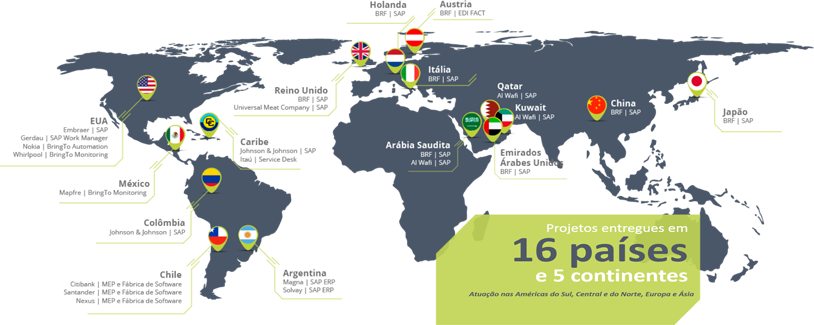 Holanda
BRF | SAP
Austria
BRF | EDI FACT
Itália
BRF | SAP
Reino Unido
BRF | SAP
Universal Meat Company | SAP
Qatar
Al Wafi | SAP
Kuwait
Al Wafi | SAP
China
BRF | SAP
Japão
BRF | SAP
EUA
Embraer | SAP
Gerdau | SAP Work Manager
Nokia | BringTo Automation
Whirlpool | BringTo Monitoring
Caribe
Johnson & Johnson | SAP
Itaú | Service Desk
Arábia Saudita
BRF | SAP
Al Wafi | SAP
Emirados
Árabes Unidos
BRF | SAP
México
Mapfre | BringTo Monitoring
Colômbia
Johnson & Johnson | SAP
Chile
Citibank | MEP e Fábrica de Software
Santander | MEP e Fábrica de Software
Nexus | MEP e Fábrica de Software
Argentina
Magna | SAP ERP
Solvay | SAP ERP
Projetos entregues em
16 países
e 5 continentes
Atuação nas Américas do Sul, Central e do Norte, Europa e Ásia